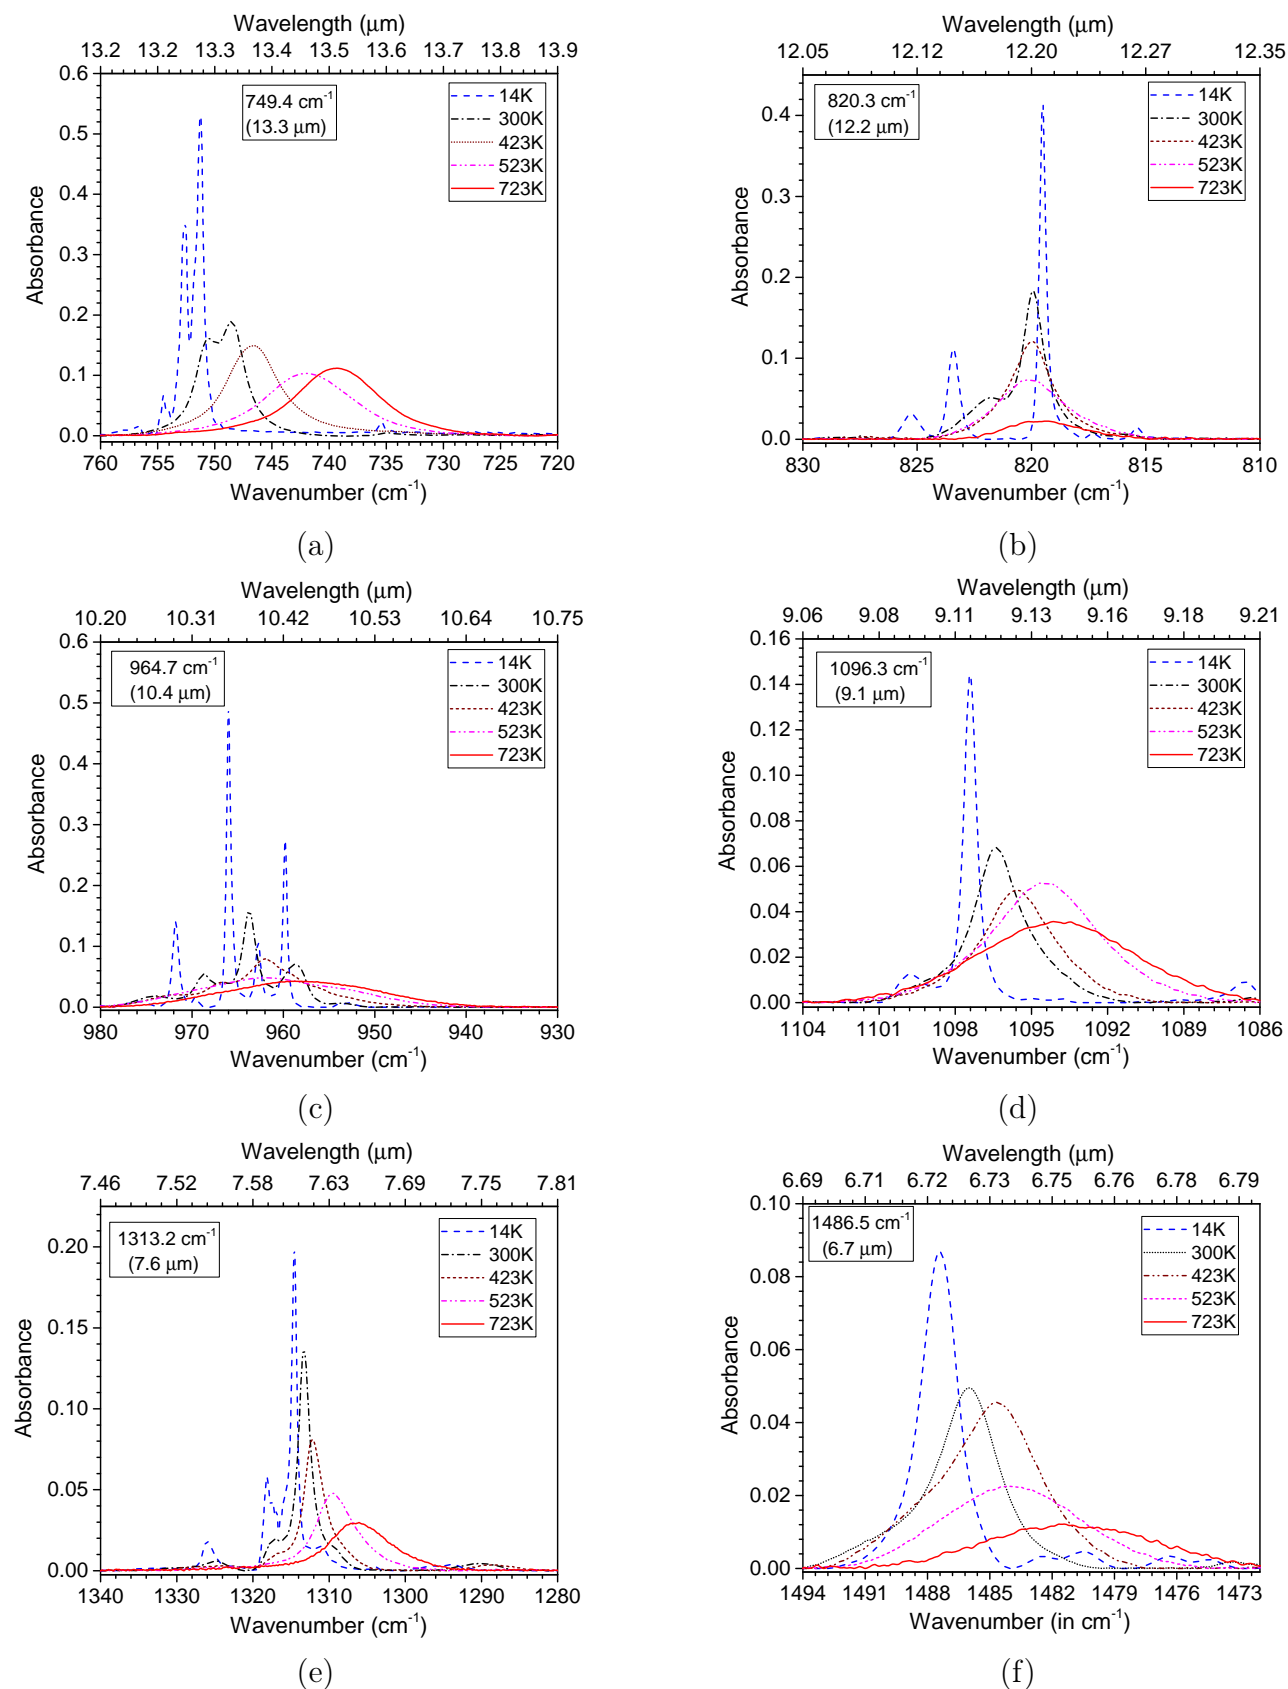 Wavelength (μm)
13.2 13.2 13.3 13.4 13.5 13.6 13.7 13.8 13.9
0.6
0.5
0.4
0.3
0.2
0.1
0.0
Absorbance
749.4 cm⁻¹
(13.3 μm)
14K
300K
423K
523K
723K
760 755 750 745 740 735 730 725 720
Wavenumber (cm⁻¹)
(a)
Wavelength (μm)
12.05 12.12 12.20 12.27 12.35
0.4
0.3
0.2
0.1
0.0
Absorbance
820.3 cm⁻¹
(12.2 μm)
14K
300K
423K
523K
723K
830 825 820 815 810
Wavenumber (cm⁻¹)
(b)
Wavelength (μm)
10.20 10.31 10.42 10.53 10.64 10.75
0.6
0.5
0.4
0.3
0.2
0.1
0.0
Absorbance
964.7 cm⁻¹
(10.4 μm)
14K
300K
423K
523K
723K
980 970 960 950 940 930
Wavenumber (cm⁻¹)
(c)
Wavelength (μm)
9.06 9.08 9.11 9.13 9.16 9.18 9.21
0.16
0.14
0.12
0.10
0.08
0.06
0.04
0.02
0.00
Absorbance
1096.3 cm⁻¹
(9.1 μm)
14K
300K
423K
523K
723K
1104 1101 1098 1095 1092 1089 1086
Wavenumber (cm⁻¹)
(d)
Wavelength (μm)
7.46 7.52 7.58 7.63 7.69 7.75 7.81
0.20
0.15
0.10
0.05
0.00
Absorbance
1313.2 cm⁻¹
(7.6 μm)
14K
300K
423K
523K
723K
1340 1330 1320 1310 1300 1290 1280
Wavenumber (cm⁻¹)
(e)
Wavelength (μm)
6.69 6.71 6.72 6.73 6.75 6.76 6.78 6.79
0.10
0.08
0.06
0.04
0.02
0.00
Absorbance
1486.5 cm⁻¹
(6.7 μm)
14K
300K
423K
523K
723K
1494 1491 1488 1485 1482 1479 1476 1473
Wavenumber (in cm⁻¹)
(f)